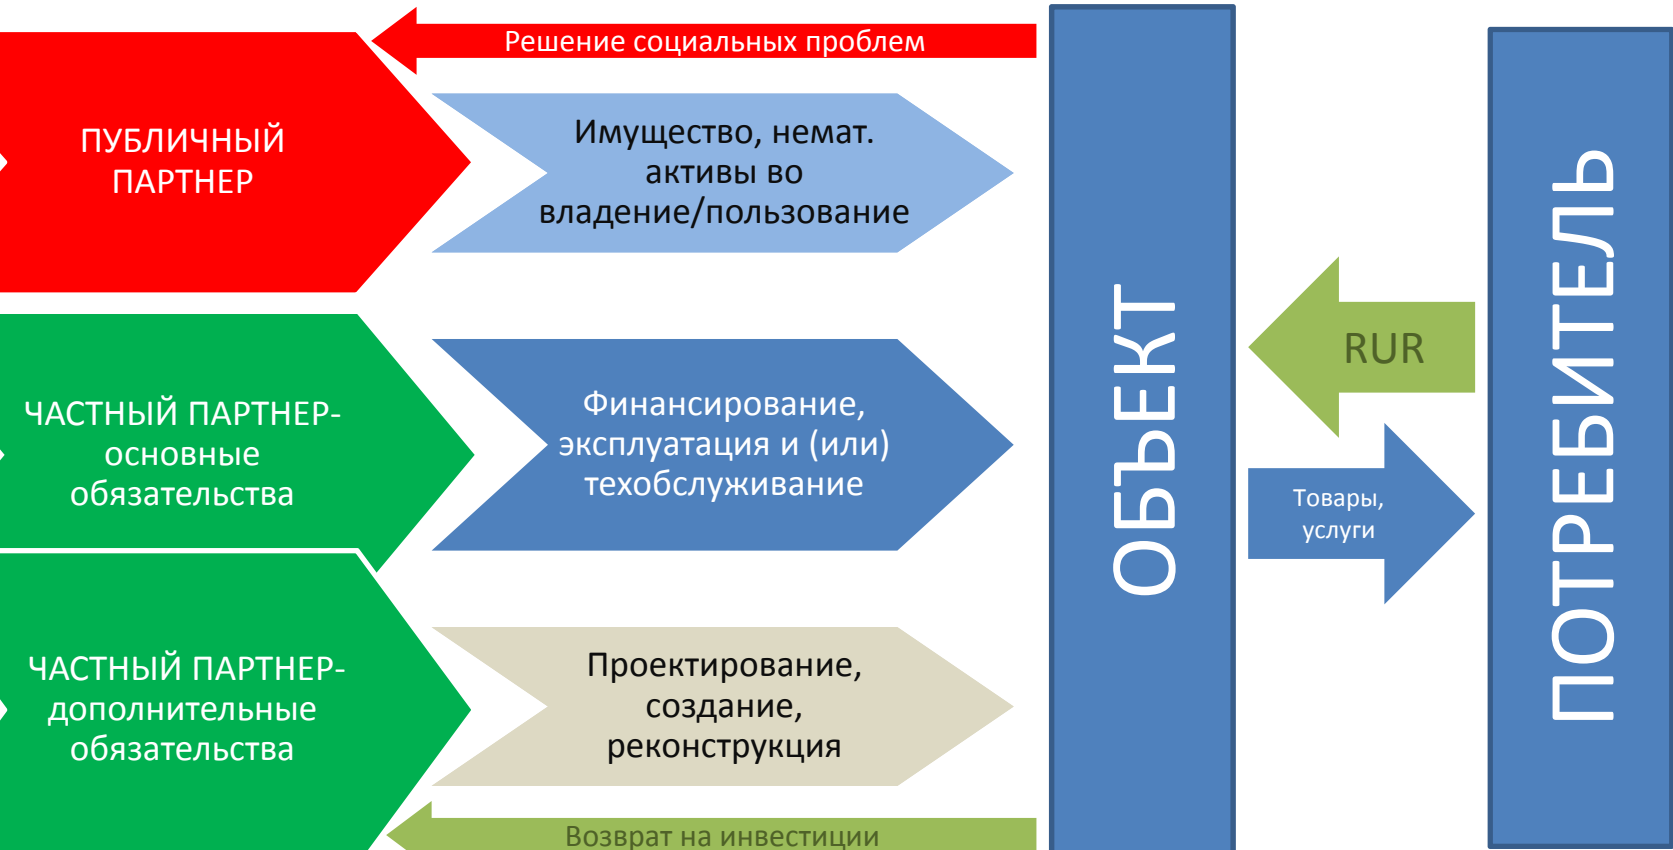 Решение социальных проблем
ПУБЛИЧНЫЙ
ПАРТНЕР
Имущество, немат.
активы во
владение/пользование
ЧАСТНЫЙ ПАРТНЕР-
основные
обязательства
Финансирование,
эксплуатация и (или)
техобслуживание
ЧАСТНЫЙ ПАРТНЕР-
дополнительные
обязательства
Проектирование,
создание,
реконструкция
Возврат на инвестиции
ОБЪЕКТ
RUR
Товары,
услуги
ПОТРЕБИТЕЛЬ